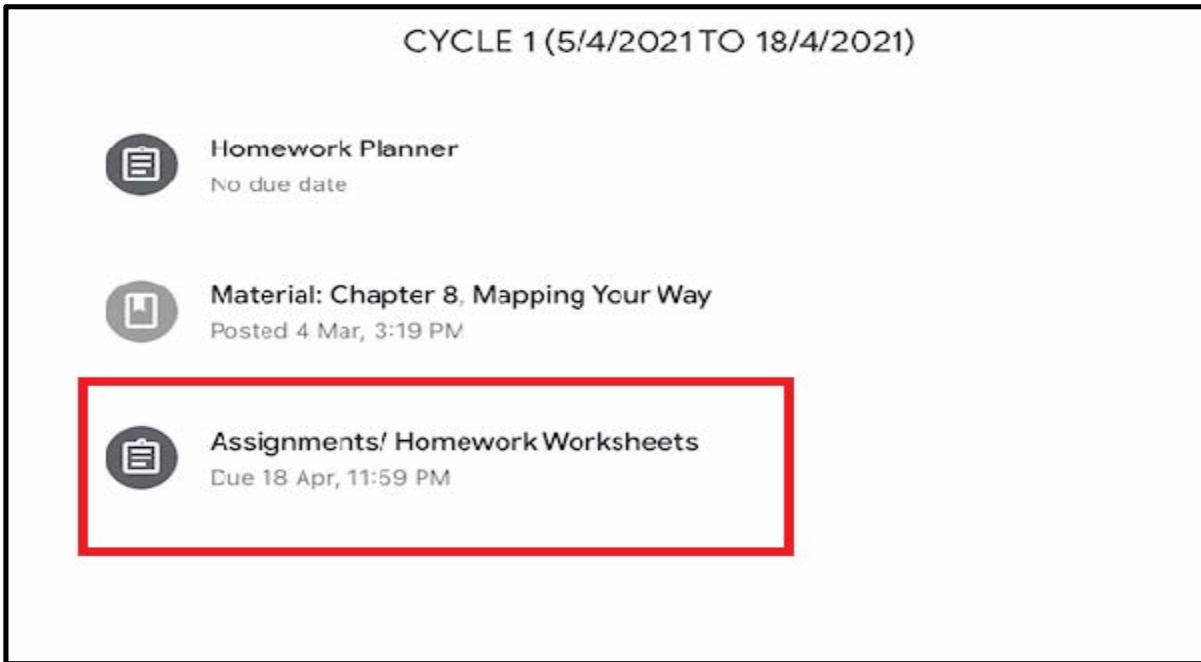 CYCLE 1 (5/4/2021 TO 18/4/2021)
Homework Planner
No due date
Material: Chapter 8, Mapping Your Way
Posted 4 Mar, 3:19 PM
Assignments/ Homework Worksheets
Due 18 Apr, 11:59 PM